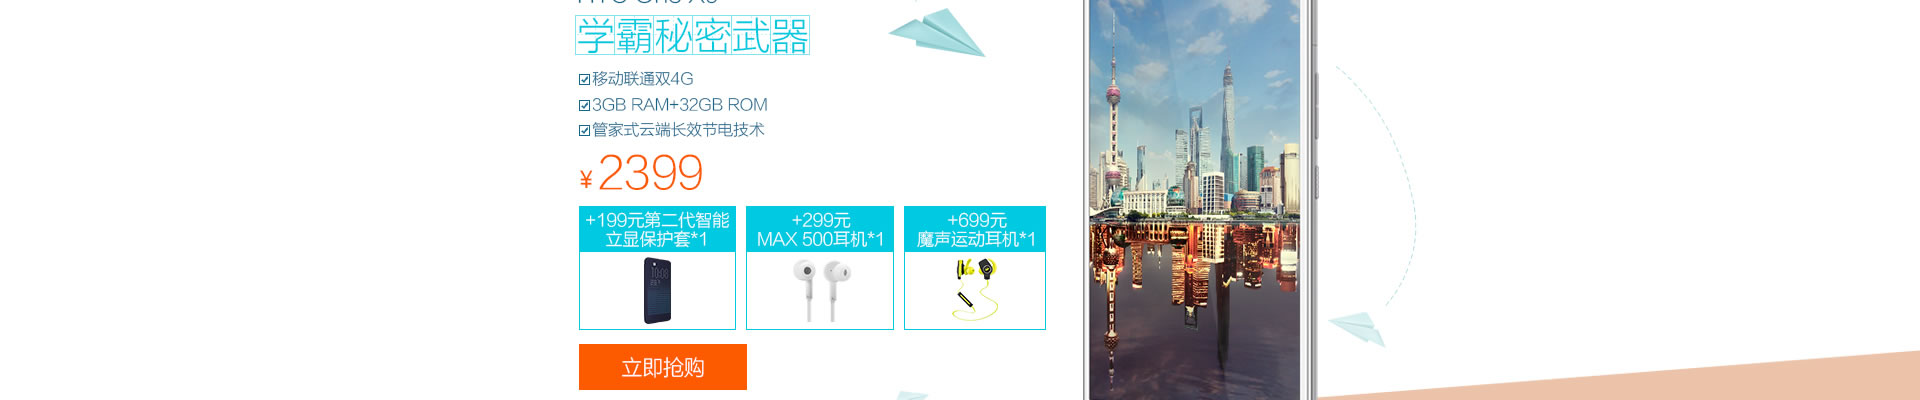 学霸秘密武器
移动联通双4G
3GB RAM+32GB ROM
管家式云端长效节电技术
¥2399
+199元第二代智能
立显保护套*1
+299元
MAX 500耳机*1
+699元
魔声运动耳机*1
立即抢购